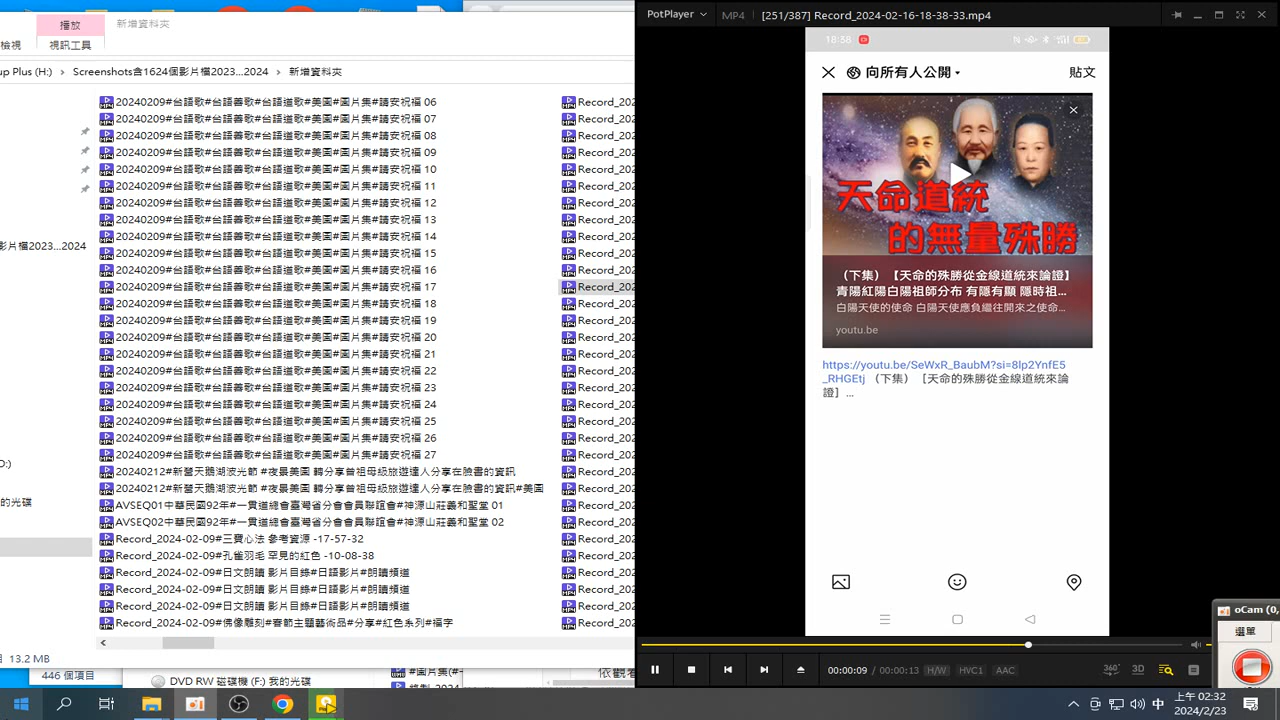 播放
新增資料夾
檢視
視訊工具
up Plus (H:) › Screenshots含1624個影片檔2023...2024 › 新增資料夾
影片檔2023...2024
的光碟
20240209#台語歌#台語善歌#台語道歌#美圖#圖片集#請安祝福 06
20240209#台語歌#台語善歌#台語道歌#美圖#圖片集#請安祝福 07
20240209#台語歌#台語善歌#台語道歌#美圖#圖片集#請安祝福 08
20240209#台語歌#台語善歌#台語道歌#美圖#圖片集#請安祝福 09
20240209#台語歌#台語善歌#台語道歌#美圖#圖片集#請安祝福 10
20240209#台語歌#台語善歌#台語道歌#美圖#圖片集#請安祝福 11
20240209#台語歌#台語善歌#台語道歌#美圖#圖片集#請安祝福 12
20240209#台語歌#台語善歌#台語道歌#美圖#圖片集#請安祝福 13
20240209#台語歌#台語善歌#台語道歌#美圖#圖片集#請安祝福 14
20240209#台語歌#台語善歌#台語道歌#美圖#圖片集#請安祝福 15
20240209#台語歌#台語善歌#台語道歌#美圖#圖片集#請安祝福 16
20240209#台語歌#台語善歌#台語道歌#美圖#圖片集#請安祝福 17
20240209#台語歌#台語善歌#台語道歌#美圖#圖片集#請安祝福 18
20240209#台語歌#台語善歌#台語道歌#美圖#圖片集#請安祝福 19
20240209#台語歌#台語善歌#台語道歌#美圖#圖片集#請安祝福 20
20240209#台語歌#台語善歌#台語道歌#美圖#圖片集#請安祝福 21
20240209#台語歌#台語善歌#台語道歌#美圖#圖片集#請安祝福 22
20240209#台語歌#台語善歌#台語道歌#美圖#圖片集#請安祝福 23
20240209#台語歌#台語善歌#台語道歌#美圖#圖片集#請安祝福 24
20240209#台語歌#台語善歌#台語道歌#美圖#圖片集#請安祝福 25
20240209#台語歌#台語善歌#台語道歌#美圖#圖片集#請安祝福 26
20240209#台語歌#台語善歌#台語道歌#美圖#圖片集#請安祝福 27
20240212#新營天鵝湖波光節 #夜景美圖 轉分享曾祖母級旅遊達人分享在臉書的資訊
20240212#新營天鵝湖波光節 #夜景美圖 轉分享曾祖母級旅遊達人分享在臉書的資訊#美圖
AVSEQ01中華民國92年#一貫道總會臺灣省分會會員聯誼會#神源山莊義和聖堂 01
AVSEQ02中華民國92年#一貫道總會臺灣省分會會員聯誼會#神源山莊義和聖堂 02
Record_2024-02-09#三寶心法 參考資源 -17-57-32
Record_2024-02-09#孔雀羽毛 罕見的紅色 -10-08-38
Record_2024-02-09#日文朗讀 影片目錄#日語影片#朗讀頻道
Record_2024-02-09#日文朗讀 影片目錄#日語影片#朗讀頻道
Record_2024-02-09#日文朗讀 影片目錄#日語影片#朗讀頻道
Record_2024-02-09#佛像雕刻#春節主題藝術品#分享#紅色系列#福字
13.2 MB
446 個項目
DVD RW 磁碟機 (F:) 我的光碟
PotPlayer
MP4
[251/387] Record_2024-02-16-18-38-33.mp4
18:38
向所有人公開
貼文
天命道統
的無量殊勝
（下集）【天命的殊勝從金線道統來論證】
青陽紅陽白陽祖師分布 有隱有顯 隱時祖...
白陽天使的使命 白陽天使應負繼往開來之使命...
youtu.be
https://youtu.be/SeWxR_BaubM?si=8lp2YnfE5
_RHGEtj （下集）［天命的殊勝從金線道統來論
證］...
00:00:09 / 00:00:13 H/W HVC1 AAC
360° 3D
oCam (0,
選單
中
上午 02:32
2024/2/23